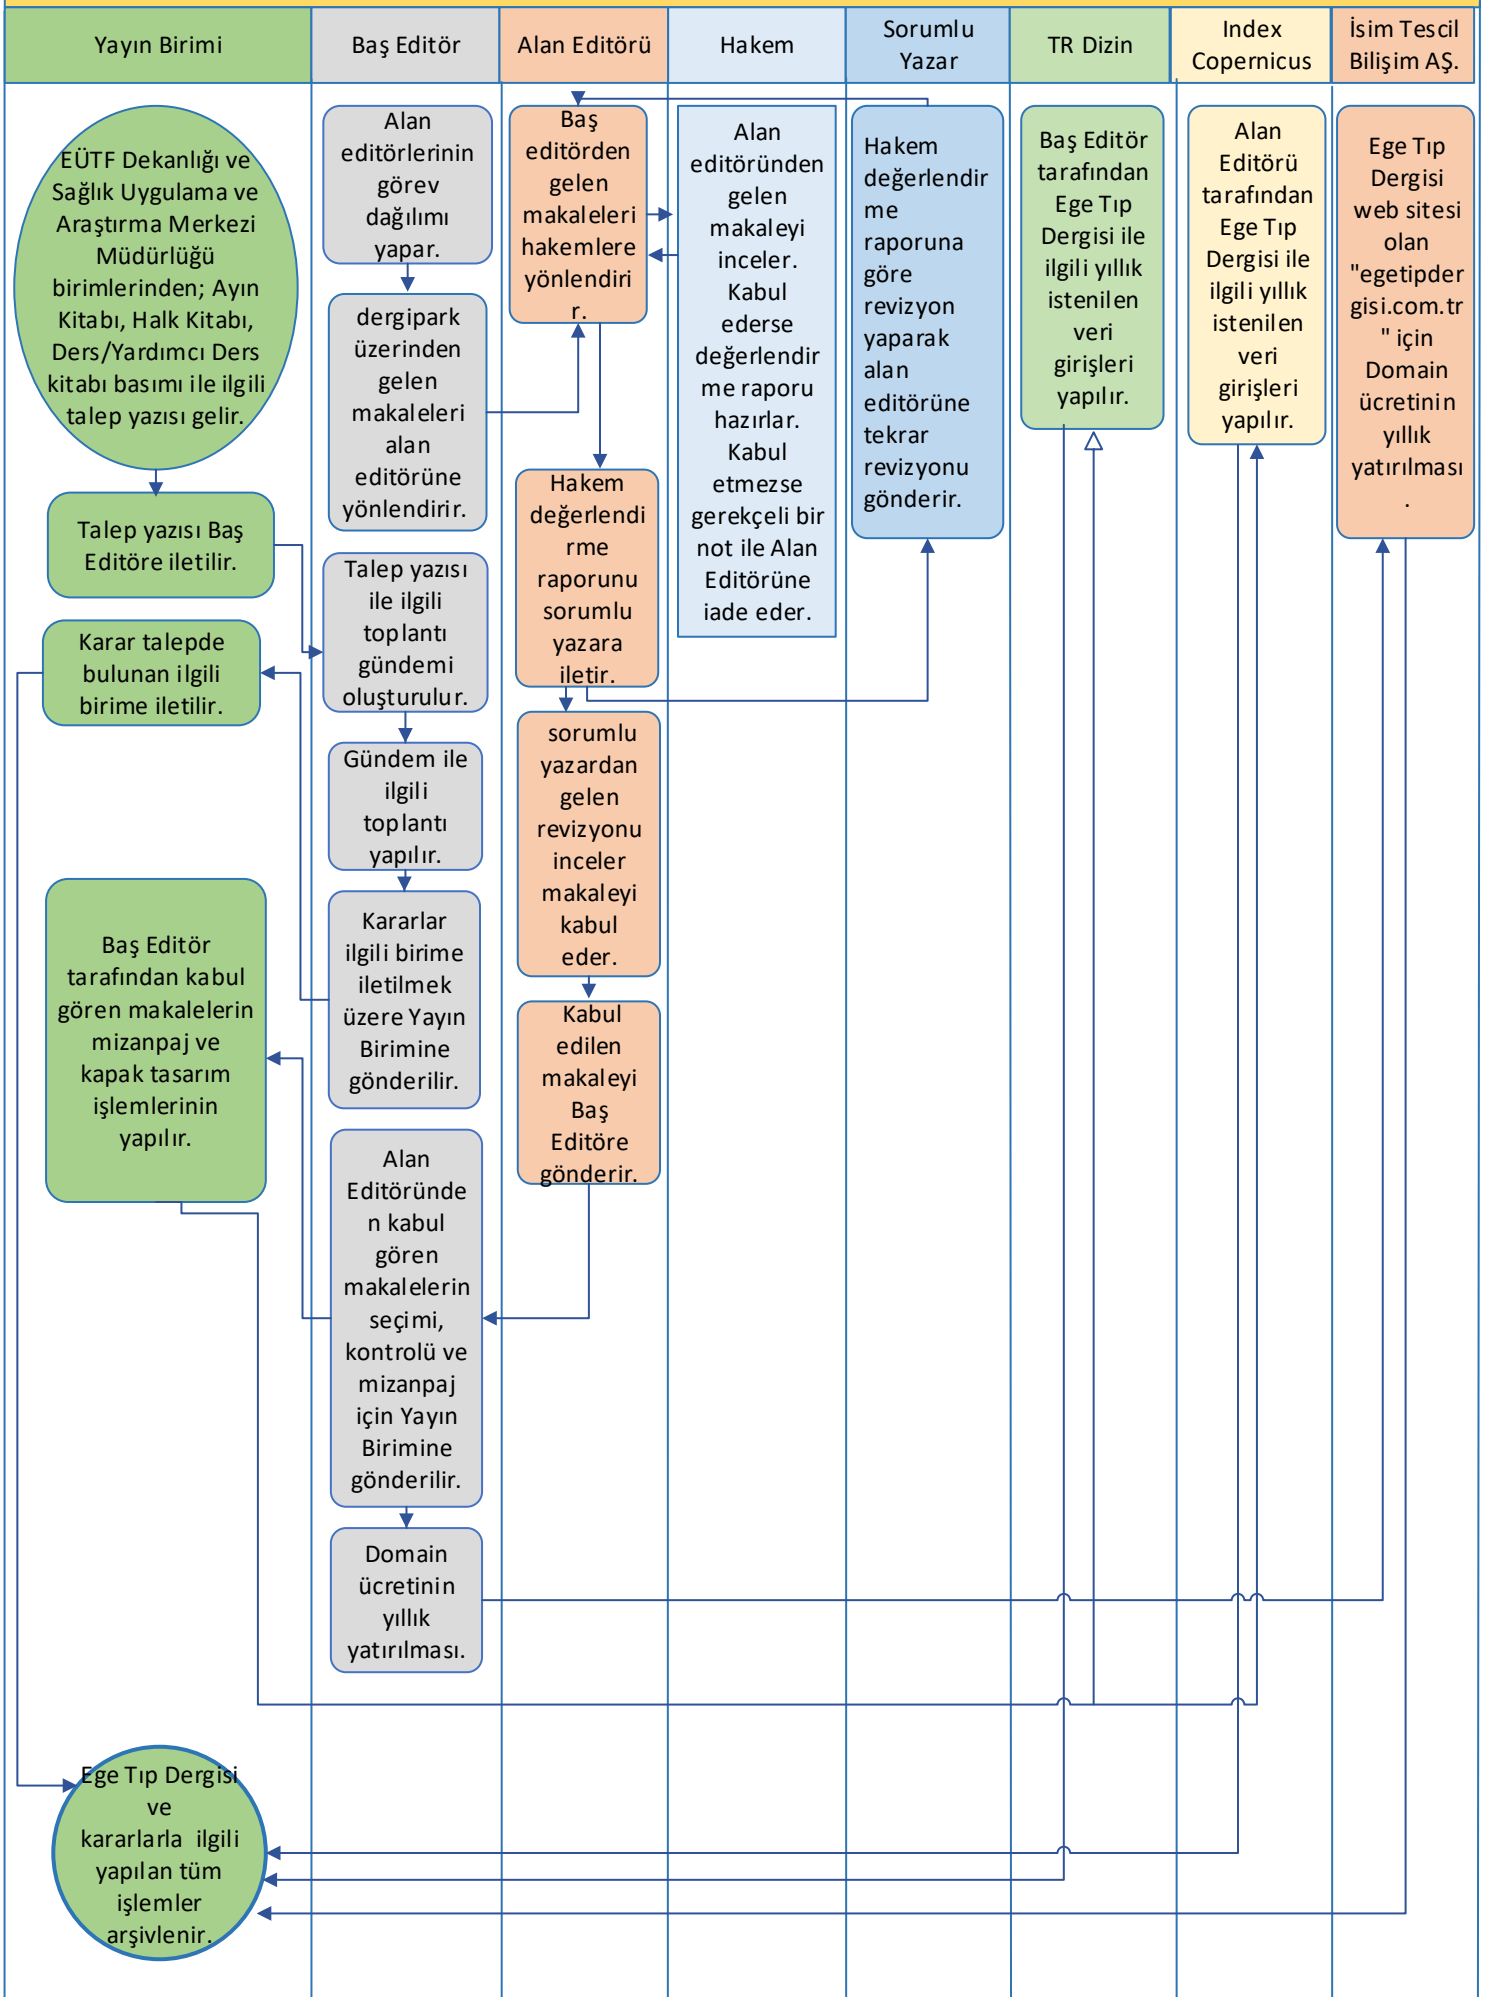 Yayın Birimi
Baş Editör
Alan Editörü
Hakem
Sorumlu
Yazar
TR Dizin
Index
Copernicus
İsim Tescil
Bilişim AŞ.
EÜTF Dekanlığı ve
Sağlık Uygulama ve
Araştırma Merkezi
Müdürlüğü
birimlerinden; Ayın
Kitabı, Halk Kitabı,
Ders/Yardımcı Ders
kitabı basımı ile ilgili
talep yazısı gelir.
Talep yazısı Baş
Editöre iletilir.
Karar talepde
bulunan ilgili
birime iletilir.
Baş Editör
tarafından kabul
gören makalelerin
mizanpaj ve
kapak tasarım
işlemlerinin
yapılır.
Ege Tıp Dergisi
ve
kararlarla ilgili
yapılan tüm
işlemler
arşivlenir.
Alan
editörlerinin
görev
dağılımı
yapar.
dergipark
üzerinden
gelen
makaleleri
alan
editörüne
yönlendirir.
Talep yazısı
ile ilgili
toplantı
gündemi
oluşturulur.
Gündem ile
ilgili
toplantı
yapılır.
Kararlar
ilgili birime
iletilmek
üzere Yayın
Birimine
gönderilir.
Alan
Editöründe
n kabul
gören
makalelerin
seçimi,
kontrolü ve
mizanpaj
için Yayın
Birimine
gönderilir.
Domain
ücretinin
yıllık
yatırılması.
Baş
editörden
gelen
makaleleri
hakemlere
yönlendiri
r.
Hakem
değerlendi
rme
raporunu
sorumlu
yazara
iletir.
sorumlu
yazardan
gelen
revizyonu
inceler
makaleyi
kabul
eder.
Kabul
edilen
makaleyi
Baş
Editöre
gönderir.
Alan
editöründen
gelen
makaleyi
inceler.
Kabul
ederse
değerlendir
me raporu
hazırlar.
Kabul
etmezse
gerekçeli bir
not ile Alan
Editörüne
iade eder.
Hakem
değerlendir
me
raporuna
göre
revizyon
yaparak
alan
editörüne
tekrar
revizyonu
gönderir.
Baş Editör
tarafından
Ege Tıp
Dergisi ile
ilgili yıllık
istenilen
veri
girişleri
yapılır.
Alan
Editörü
tarafından
Ege Tıp
Dergisi ile
ilgili yıllık
istenilen
veri
girişleri
yapılır.
Ege Tıp
Dergisi
web sitesi
olan
"egetipder
gisi.com.tr
" için
Domain
ücretinin
yıllık
yatırılması
.